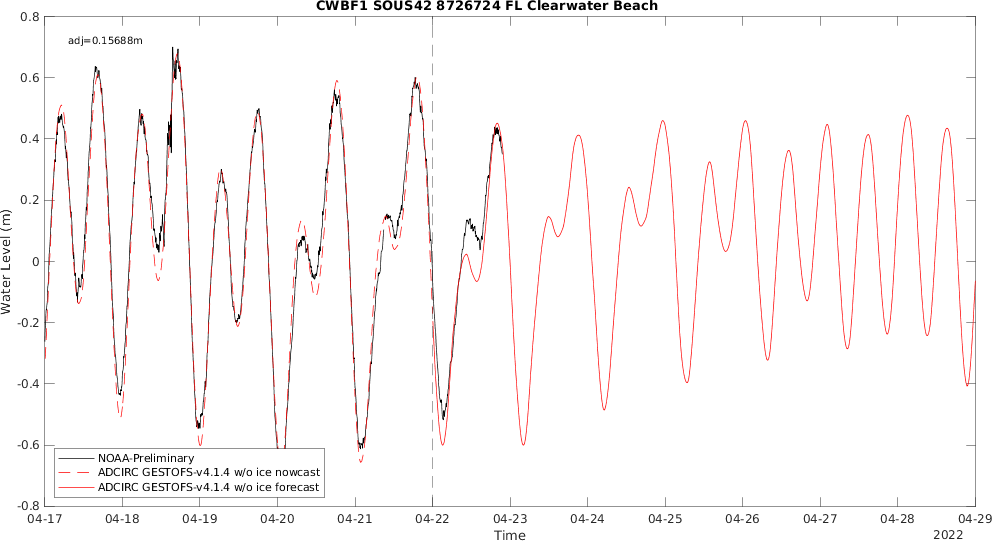 CWBF1 SOUS42 8726724 FL Clearwater Beach
adj=0.15688m
0.8
0.6
0.4
0.2
0
-0.2
-0.4
-0.6
-0.8
Water Level (m)
NOAA-Preliminary
ADCIRC GESTOFS-v4.1.4 w/o ice nowcast
ADCIRC GESTOFS-v4.1.4 w/o ice forecast
04-17 04-18 04-19 04-20 04-21 04-22 04-23 04-24 04-25 04-26 04-27 04-28 04-29
Time
2022